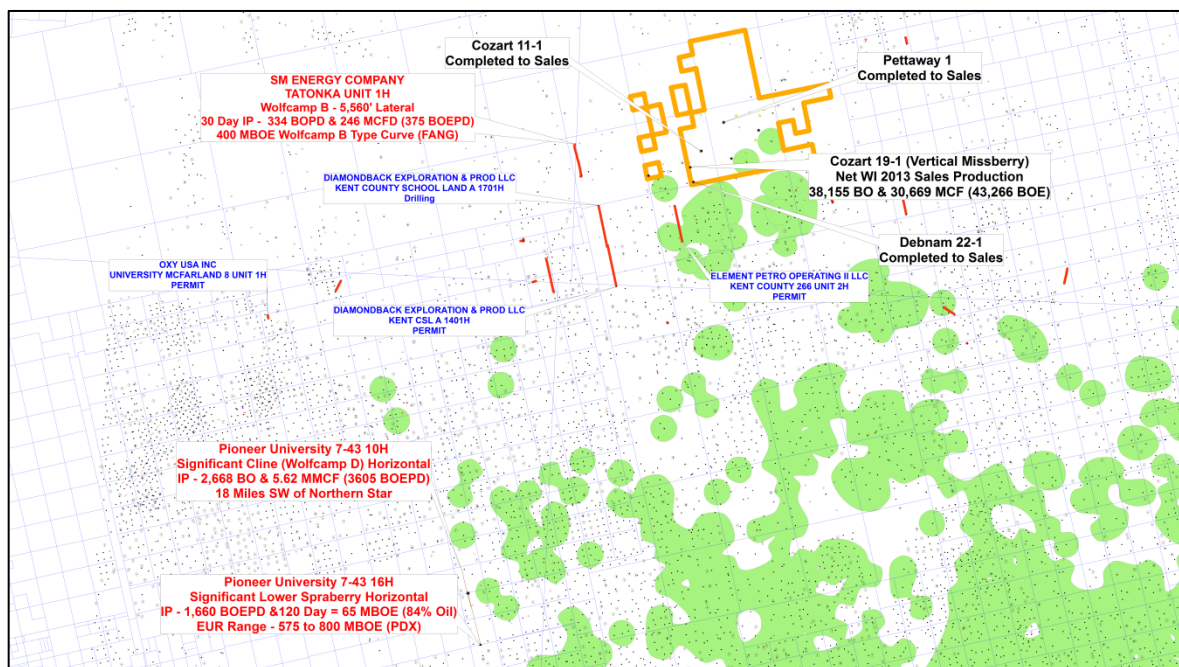 Cozart 11-1
Completed to Sales
Pettaway 1
Completed to Sales
SM ENERGY COMPANY
TATONKA UNIT 1H
Wolfcamp B - 5,560' Lateral
30 Day IP - 334 BOPD & 246 MCFD (375 BOEPD)
400 MBOE Wolfcamp B Type Curve (FANG)
Cozart 19-1 (Vertical Missberry)
Net WI 2013 Sales Production
38,155 BO & 30,669 MCF (43,266 BOE)
DIAMONDBACK EXPLORATION & PROD LLC
KENT COUNTY SCHOOL LAND A 1701H
Drilling
Debnam 22-1
Completed to Sales
OXY USA INC
UNIVERSITY MCFARLAND 8 UNIT 1H
PERMIT
ELEMENT PETRO OPERATING II LLC
KENT COUNTY 266 UNIT 2H
PERMIT
DIAMONDBACK EXPLORATION & PROD LLC
KENT CSL A 1401H
PERMIT
Pioneer University 7-43 10H
Significant Cline (Wolfcamp D) Horizontal
IP - 2,668 BO & 5.62 MMCF (3605 BOEPD)
18 Miles SW of Northern Star
Pioneer University 7-43 16H
Significant Lower Spraberry Horizontal
IP - 1,660 BOEPD &120 Day = 65 MBOE (84% Oil)
EUR Range - 575 to 800 MBOE (PDX)